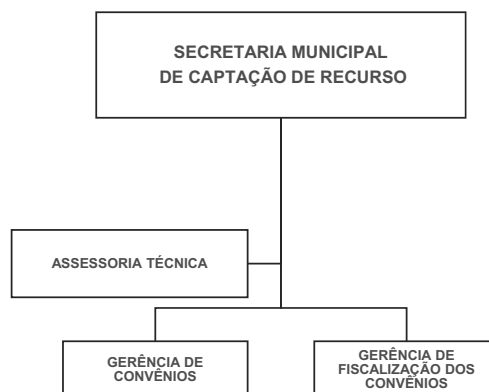 SECRETARIA MUNICIPAL
DE CAPTAÇÃO DE RECURSO
ASSESSORIA TÉCNICA
GERÊNCIA DE
CONVÊNIOS
GERÊNCIA DE
FISCALIZAÇÃO DOS
CONVÊNIOS